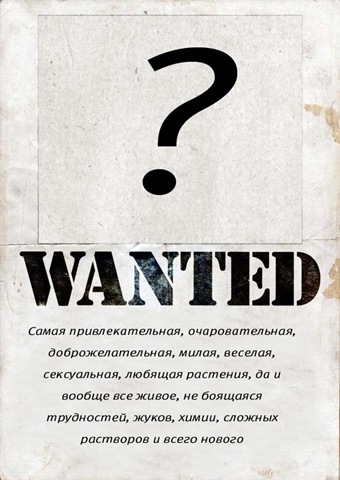 ?
WANTED
Самая привлекательная, очаровательная,
доброжелательная, милая, веселая,
сексуальная, любящая растения, да и
вообще все живое, не боящаяся
трудностей, жуков, химии, сложных
растворов и всего нового